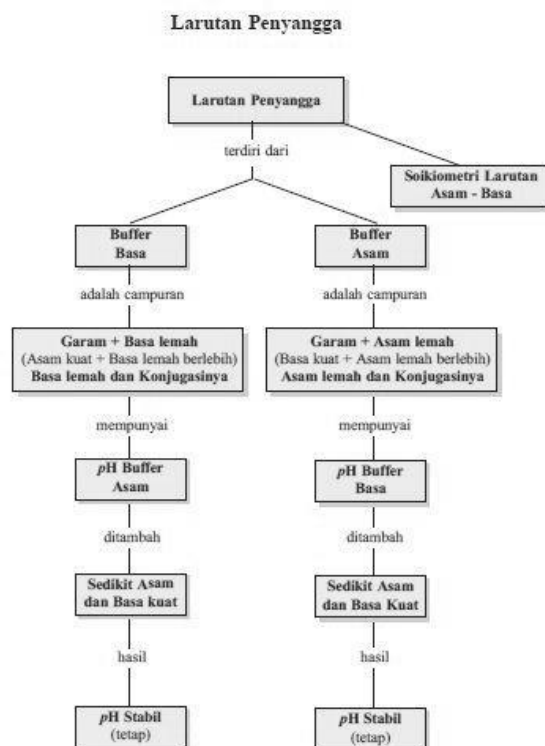 Larutan Penyangga
Larutan Penyangga
terdiri dari
Soikiometri Larutan
Asam - Basa
Buffer
Basa
Buffer
Asam
adalah campuran
adalah campuran
Garam + Basa lemah
(Asam kuat + Basa lemah berlebih)
Basa lemah dan Konjugasinya
Garam + Asam lemah
(Basa kuat + Asam lemah berlebih)
Asam lemah dan Konjugasinya
mempunyai
mempunyai
pH Buffer
Asam
pH Buffer
Basa
ditambah
ditambah
Sedikit Asam
dan Basa kuat
Sedikit Asam
dan Basa Kuat
hasil
hasil
pH Stabil
(tetap)
pH Stabil
(tetap)